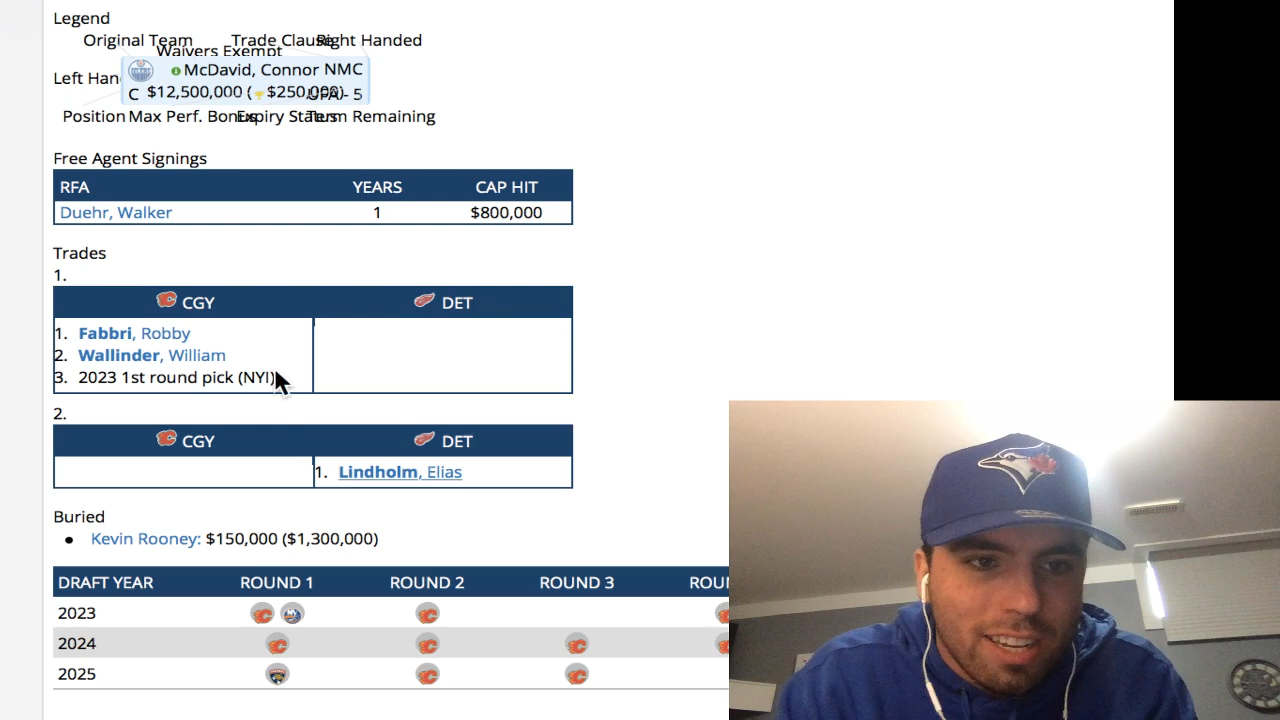 Legend
Original Team Trade Clause Right Handed
Waivers Exempt
Left Han
McDavid, Connor NMC
C $12,500,000 ( $250,000) UFA - 5
Position Max Perf. Bonus Expiry Status Term Remaining
Free Agent Signings
RFA YEARS CAP HIT
Duehr, Walker 1 $800,000
Trades
1.
CGY DET
1. Fabbri, Robby
2. Wallinder, William
3. 2023 1st round pick (NYI)
2.
CGY DET
1. Lindholm, Elias
Buried
• Kevin Rooney: $150,000 ($1,300,000)
DRAFT YEAR ROUND 1 ROUND 2 ROUND 3 ROU
2023
2024
2025